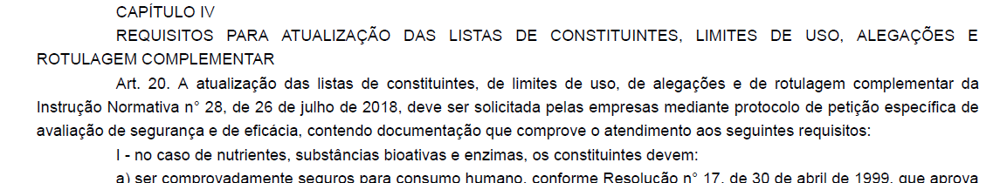 CAPÍTULO IV
REQUISITOS PARA ATUALIZAÇÃO DAS LISTAS DE CONSTITUINTES, LIMITES DE USO, ALEGAÇÕES E
ROTULAGEM COMPLEMENTAR
Art. 20. A atualização das listas de constituintes, de limites de uso, de alegações e de rotulagem complementar da
Instrução Normativa n° 28, de 26 de julho de 2018, deve ser solicitada pelas empresas mediante protocolo de petição específica de
avaliação de segurança e de eficácia, contendo documentação que comprove o atendimento aos seguintes requisitos:
I - no caso de nutrientes, substâncias bioativas e enzimas, os constituintes devem:
a) ser comprovadamente seguros para consumo humano, conforme Resolução n° 17, de 30 de abril de 1999, que aprova